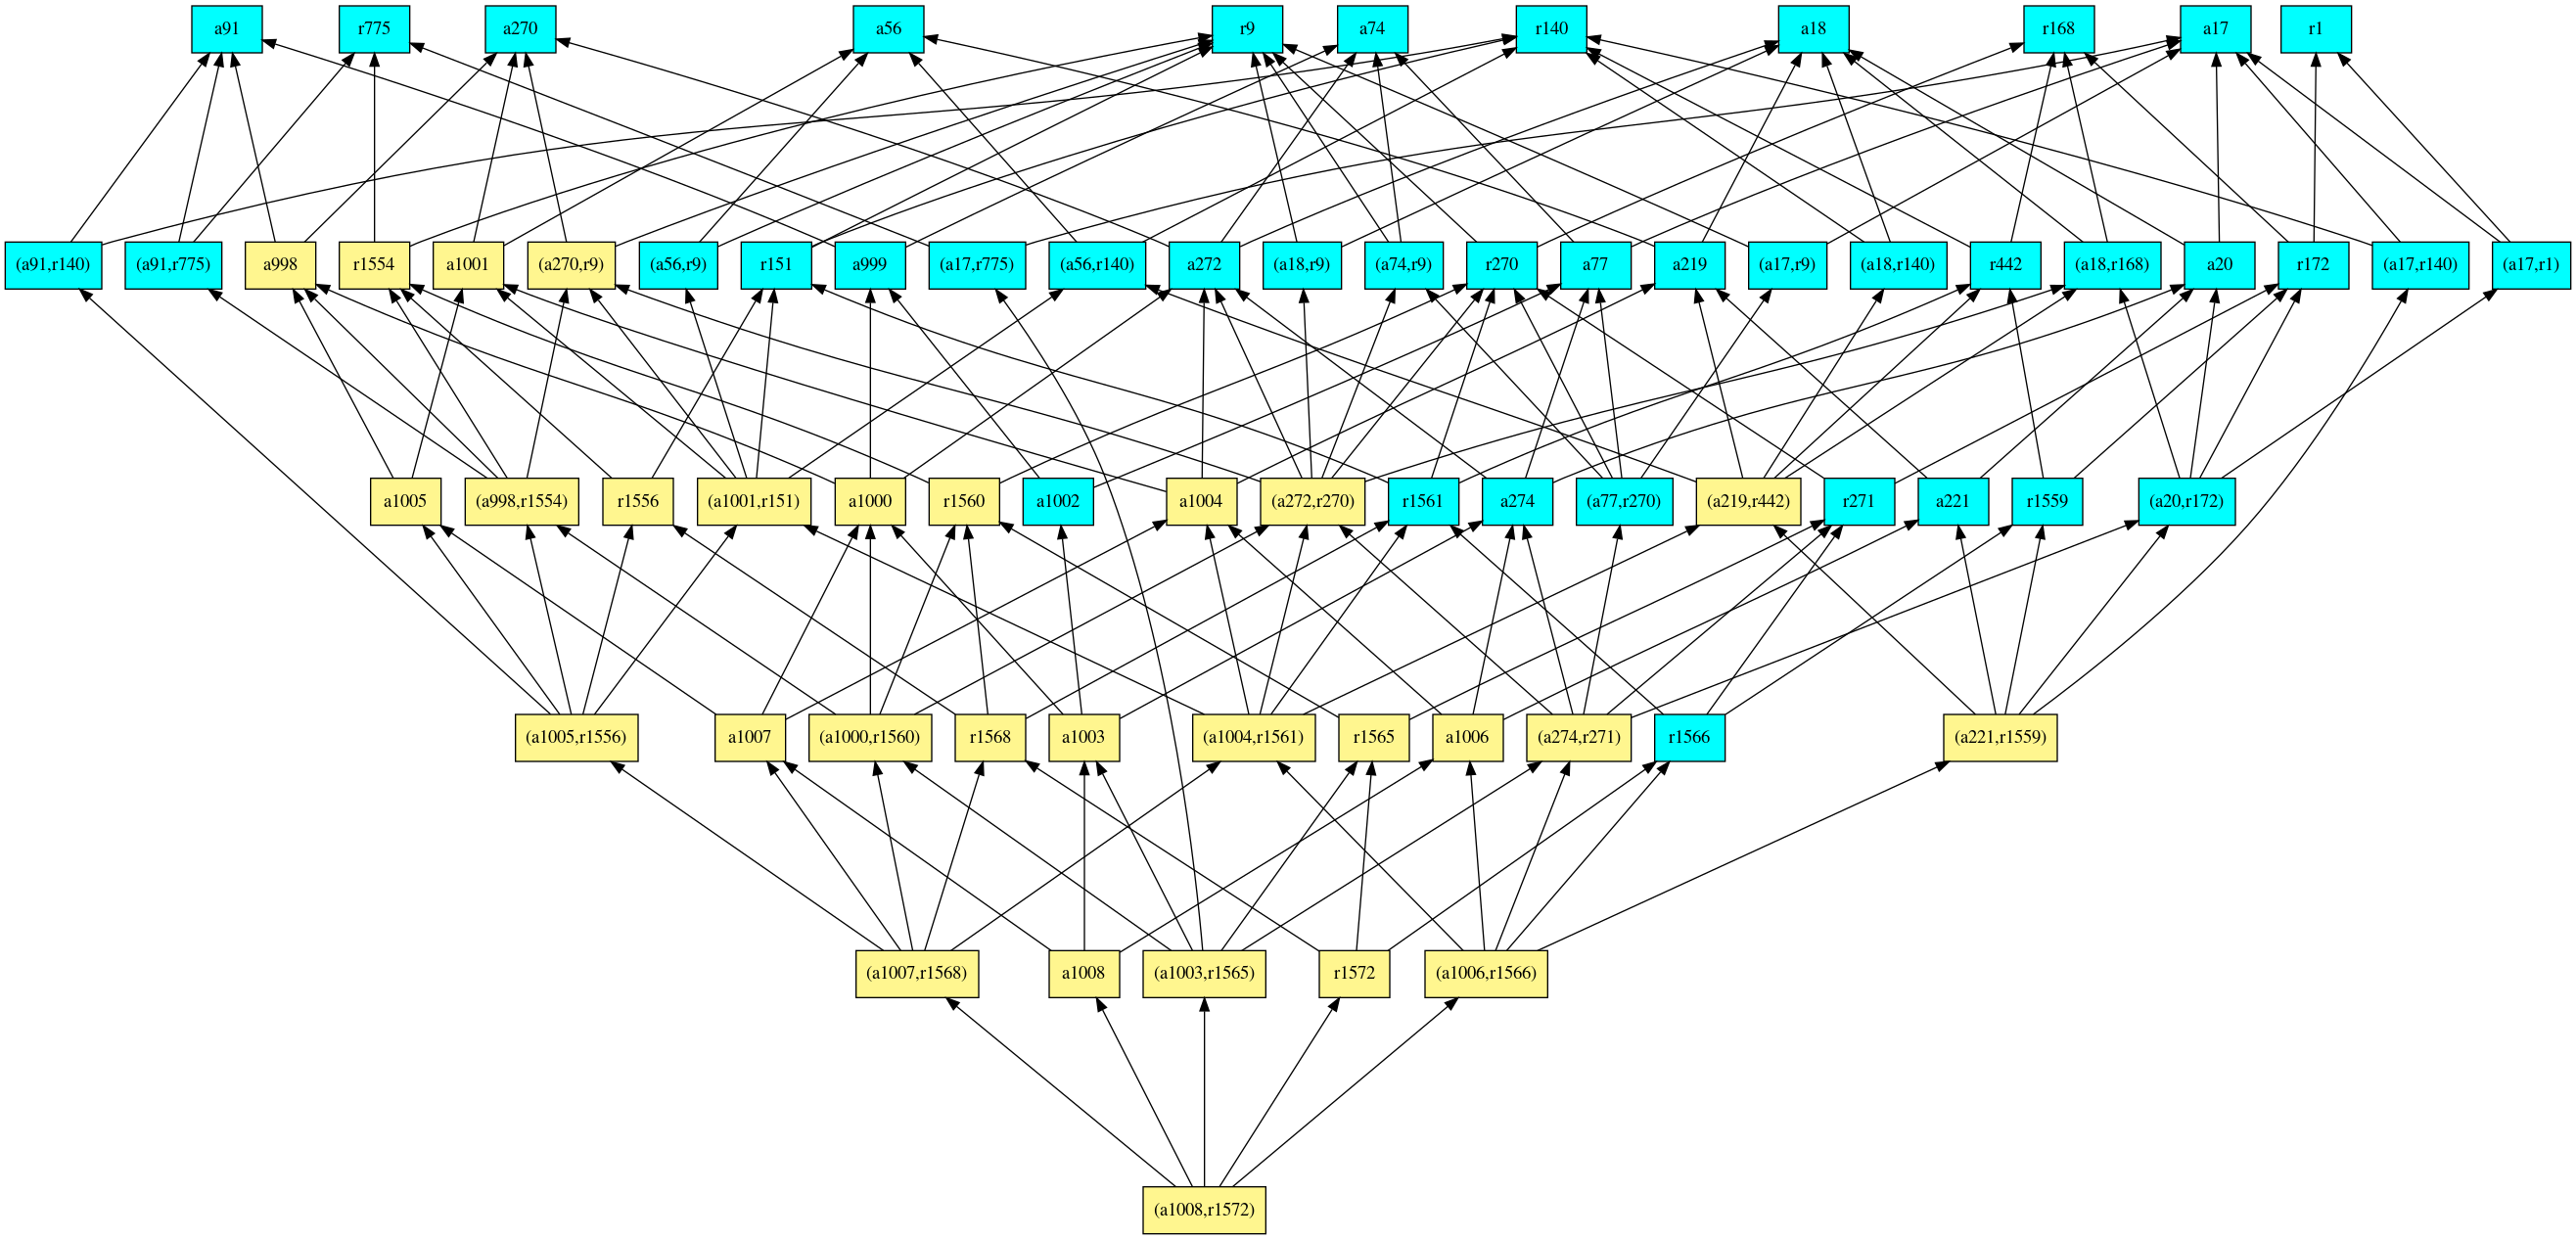 a91
r775
a270
a56
r9
a74
r140
a18
r168
a17
r1
(a91,r140)
(a91,r775)
a998
r1554
a1001
(a270,r9)
(a56,r9)
r151
a999
(a17,r775)
(a56,r140)
a272
(a18,r9)
(a74,r9)
r270
a77
a219
(a17,r9)
(a18,r140)
r442
(a18,r168)
a20
r172
(a17,r140)
(a17,r1)
a1005
(a998,r1554)
r1556
(a1001,r151)
a1000
r1560
a1002
a1004
(a272,r270)
r1561
a274
(a77,r270)
(a219,r442)
r271
a221
r1559
(a20,r172)
(a1005,r1556)
a1007
(a1000,r1560)
r1568
a1003
(a1004,r1561)
r1565
a1006
(a274,r271)
r1566
(a221,r1559)
(a1007,r1568)
a1008
(a1003,r1565)
r1572
(a1006,r1566)
(a1008,r1572)